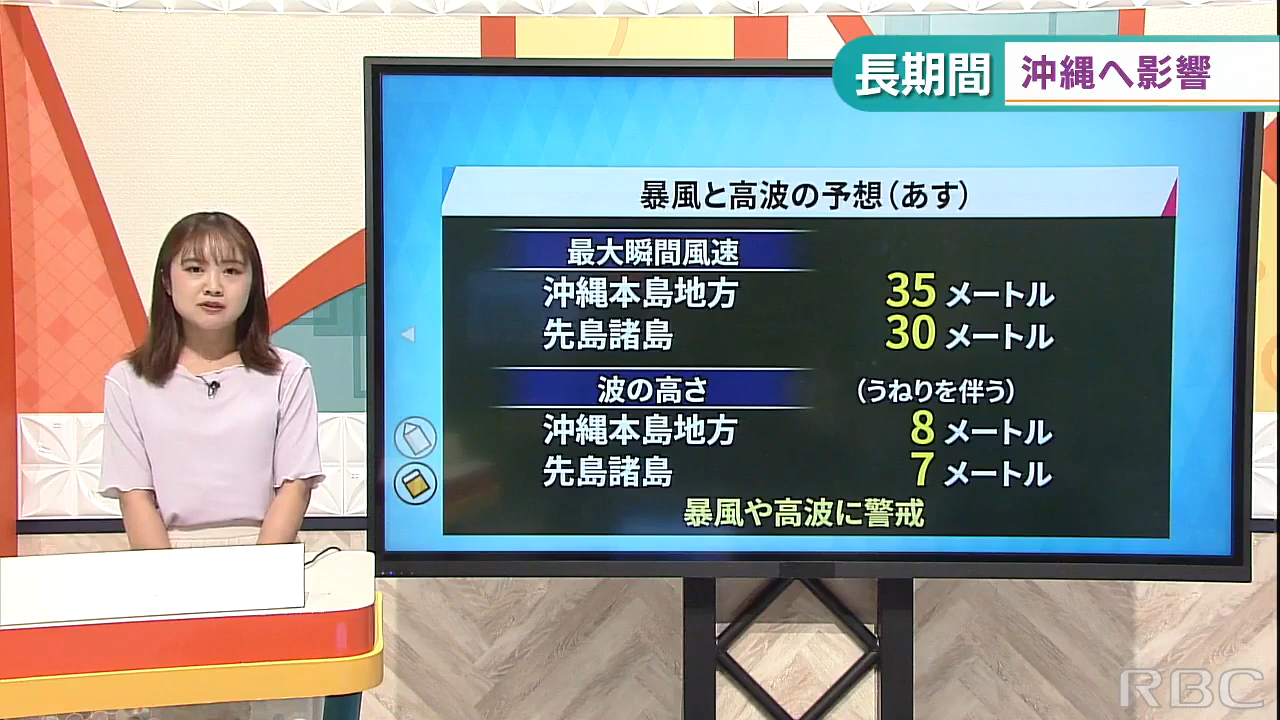 長期間 沖縄へ影響
暴風と高波の予想(あす)
最大瞬間風速
沖縄本島地方 35メートル
先島諸島 30メートル
波の高さ (うねりを伴う)
沖縄本島地方 8メートル
先島諸島 7メートル
暴風や高波に警戒
RBC